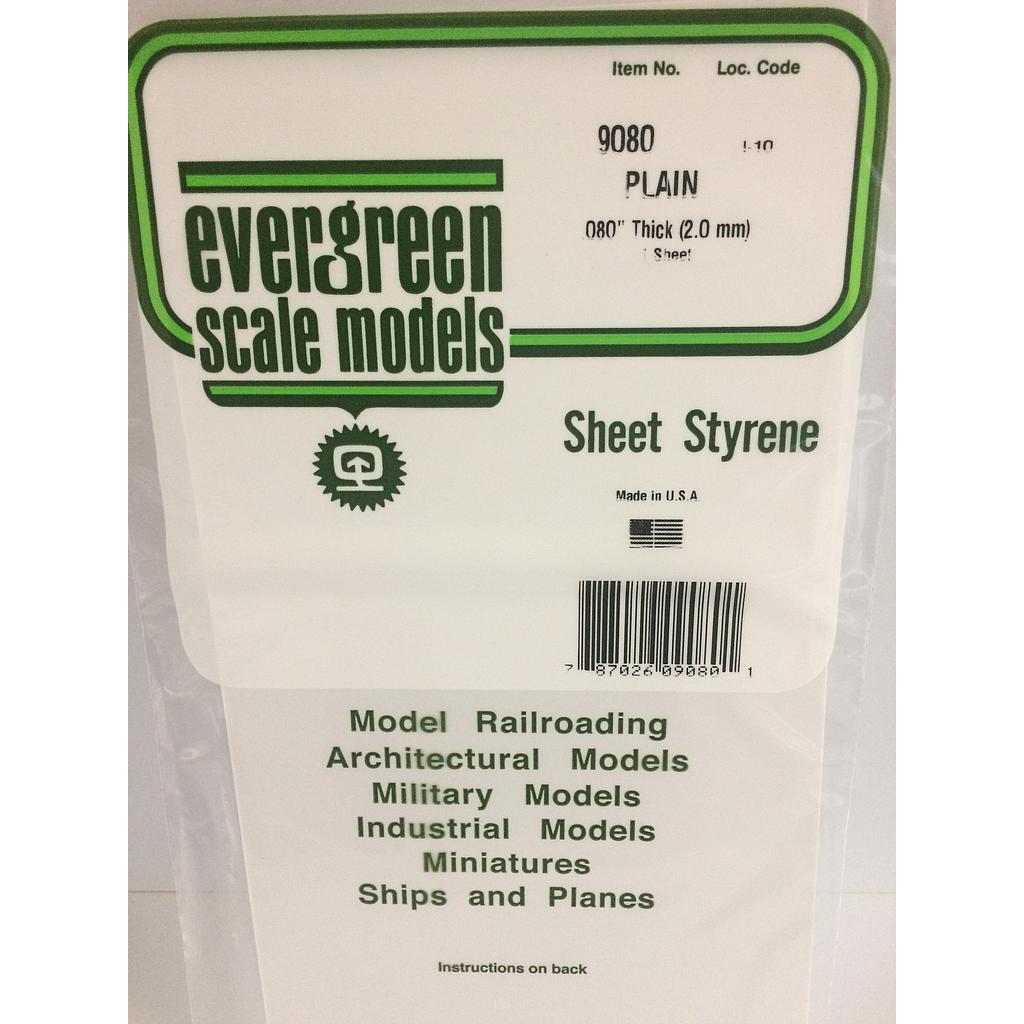 Item No. Loc. Code
9080
PLAIN
080" Thick (2.0 mm)
1 Sheet
evergreen
scale models
Sheet Styrene
Made in U.S.A
7 87026 09080 1
Model Railroading
Architectural Models
Military Models
Industrial Models
Miniatures
Ships and Planes
Instructions on back